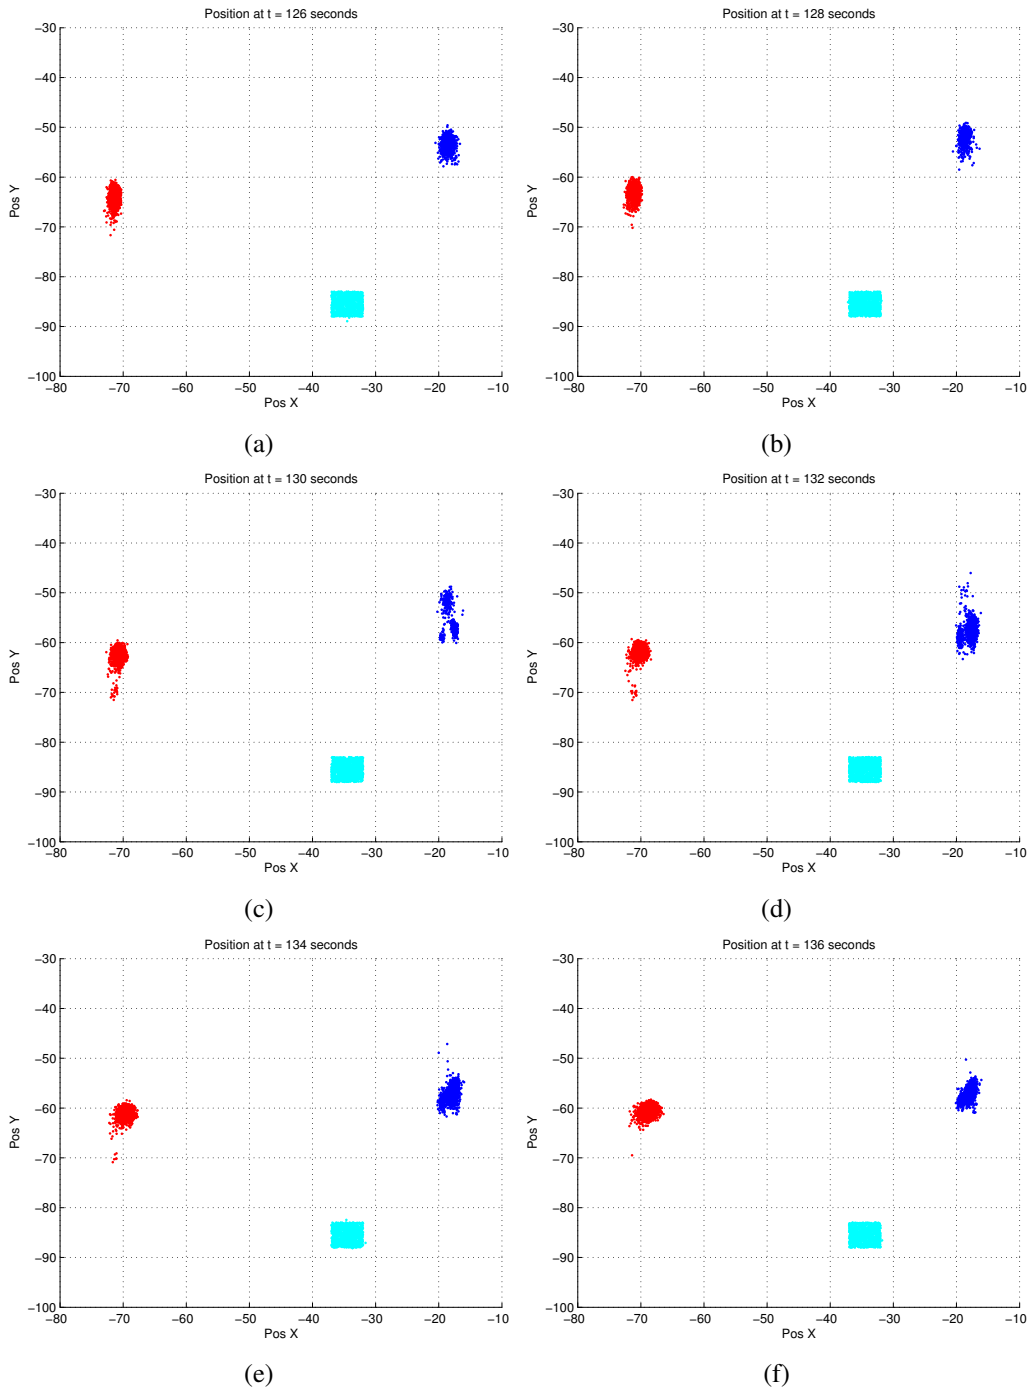 Position at t = 126 seconds
−30
−40
−50
−60
−70
−80
−90
−100
Pos Y
−80 −70 −60 −50 −40 −30 −20 −10
Pos X
(a)
Position at t = 128 seconds
−30
−40
−50
−60
−70
−80
−90
−100
Pos Y
−80 −70 −60 −50 −40 −30 −20 −10
Pos X
(b)
Position at t = 130 seconds
−30
−40
−50
−60
−70
−80
−90
−100
Pos Y
−80 −70 −60 −50 −40 −30 −20 −10
Pos X
(c)
Position at t = 132 seconds
−30
−40
−50
−60
−70
−80
−90
−100
Pos Y
−80 −70 −60 −50 −40 −30 −20 −10
Pos X
(d)
Position at t = 134 seconds
−30
−40
−50
−60
−70
−80
−90
−100
Pos Y
−80 −70 −60 −50 −40 −30 −20 −10
Pos X
(e)
Position at t = 136 seconds
−30
−40
−50
−60
−70
−80
−90
−100
Pos Y
−80 −70 −60 −50 −40 −30 −20 −10
Pos X
(f)